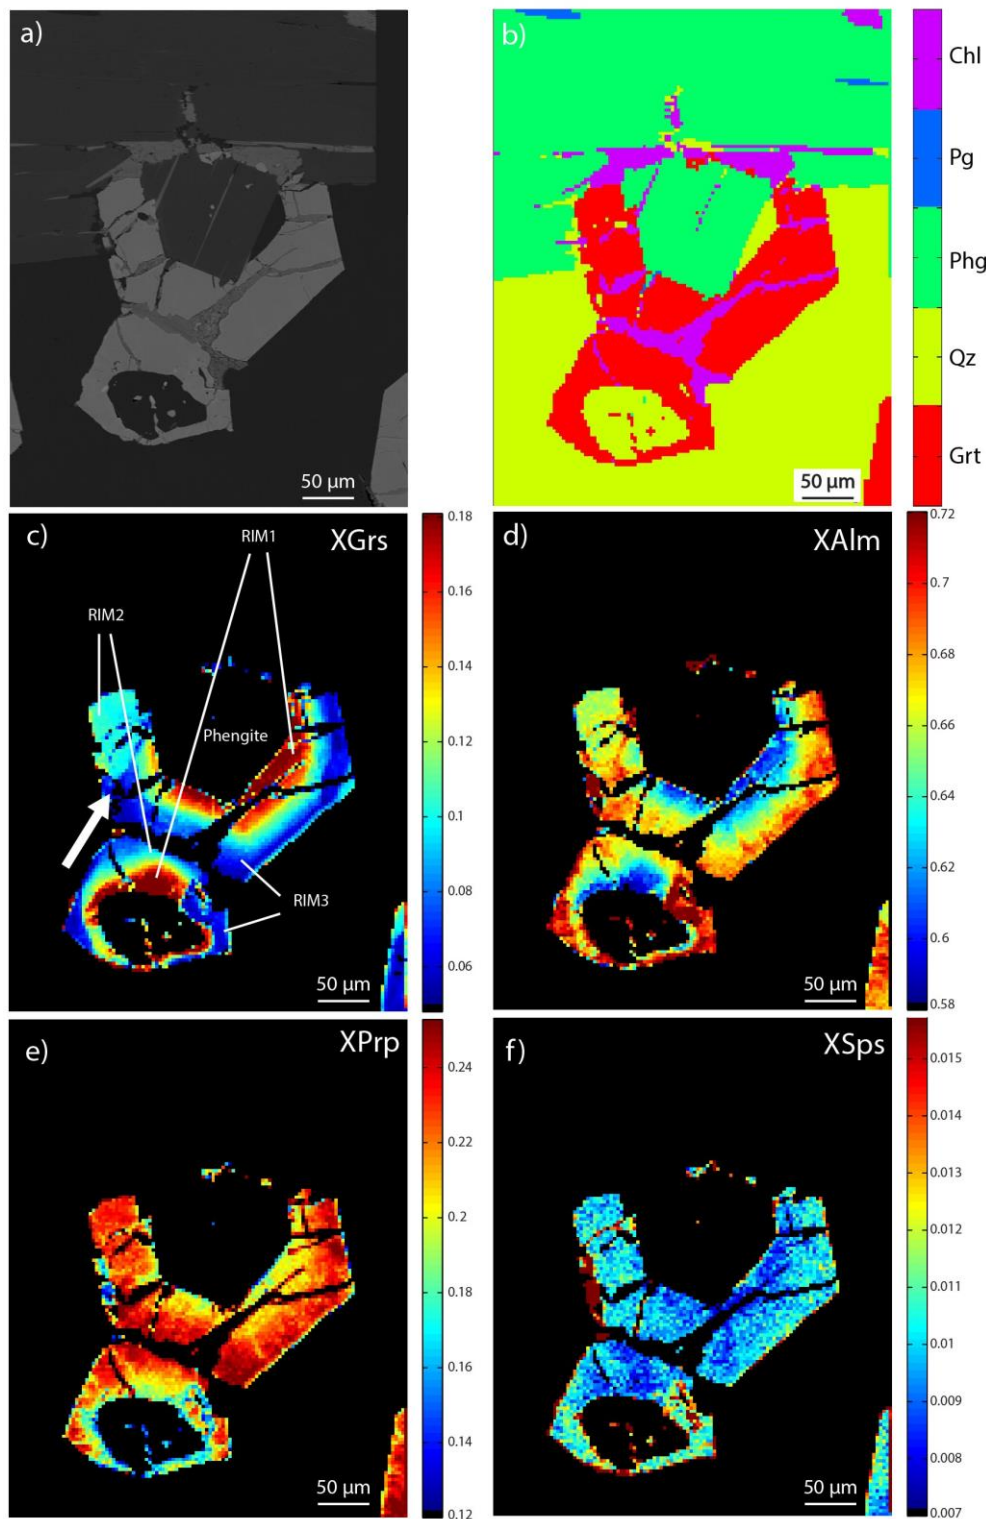 a)
50 µm
b)
50 µm
Chl
Pg
Phg
Qz
Grt
c)
RIM1
XGrs
RIM2
Phengite
RIM3
50 µm
0.18
0.16
0.14
0.12
0.1
0.08
0.06
d)
XAlm
50 µm
0.72
0.7
0.68
0.66
0.64
0.62
0.6
0.58
e)
XPrp
50 µm
0.24
0.22
0.2
0.18
0.16
0.14
0.12
f)
XSps
50 µm
0.015
0.014
0.013
0.012
0.011
0.01
0.009
0.008
0.007